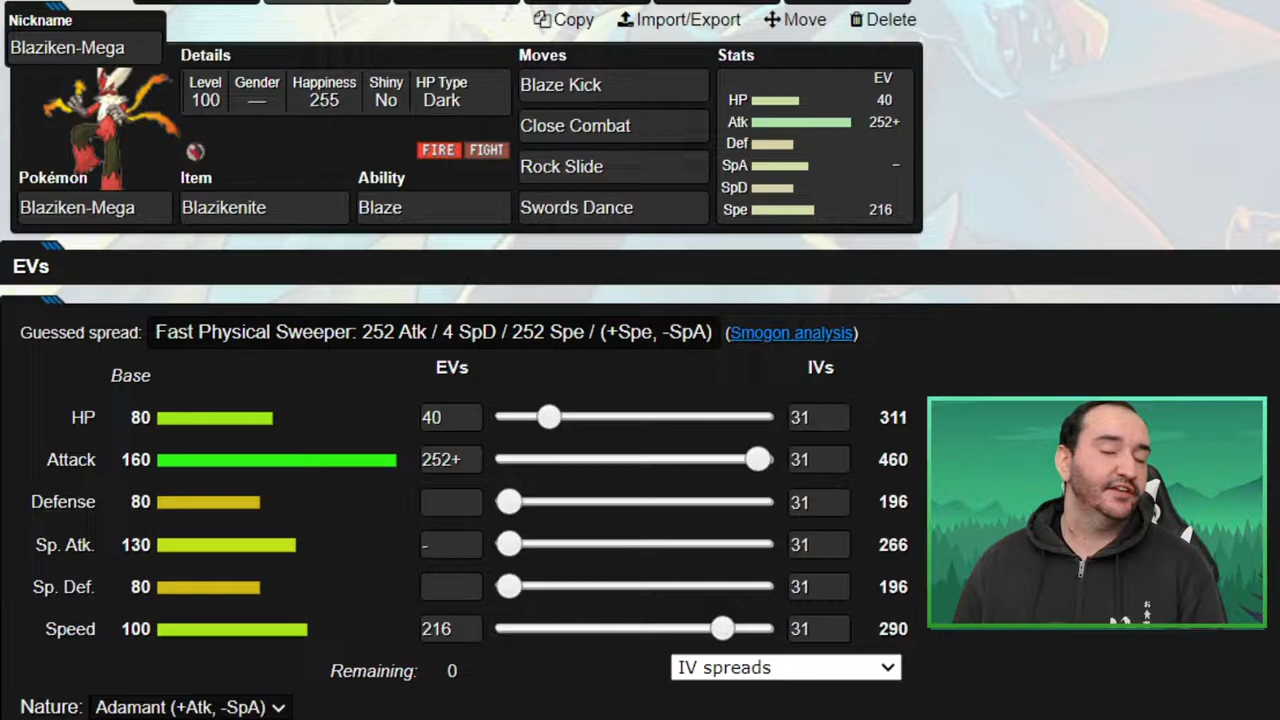 Nickname
Blaziken-Mega
Copy Import/Export Move Delete
Details
Level Gender Happiness Shiny HP Type
100 — 255 No Dark
FIRE FIGHT
Pokémon Item Ability
Blaziken-Mega Blazikenite Blaze
Moves
Blaze Kick
Close Combat
Rock Slide
Swords Dance
Stats
EV
HP 40
Atk 252+
Def
SpA –
SpD
Spe 216
EVs
Guessed spread: Fast Physical Sweeper: 252 Atk / 4 SpD / 252 Spe / (+Spe, -SpA) (Smogon analysis)
Base EVs IVs
HP 80 40 31 311
Attack 160 252+ 31 460
Defense 80 31 196
Sp. Atk. 130 - 31 266
Sp. Def. 80 31 196
Speed 100 216 31 290
Remaining: 0 IV spreads
Nature: Adamant (+Atk, -SpA)